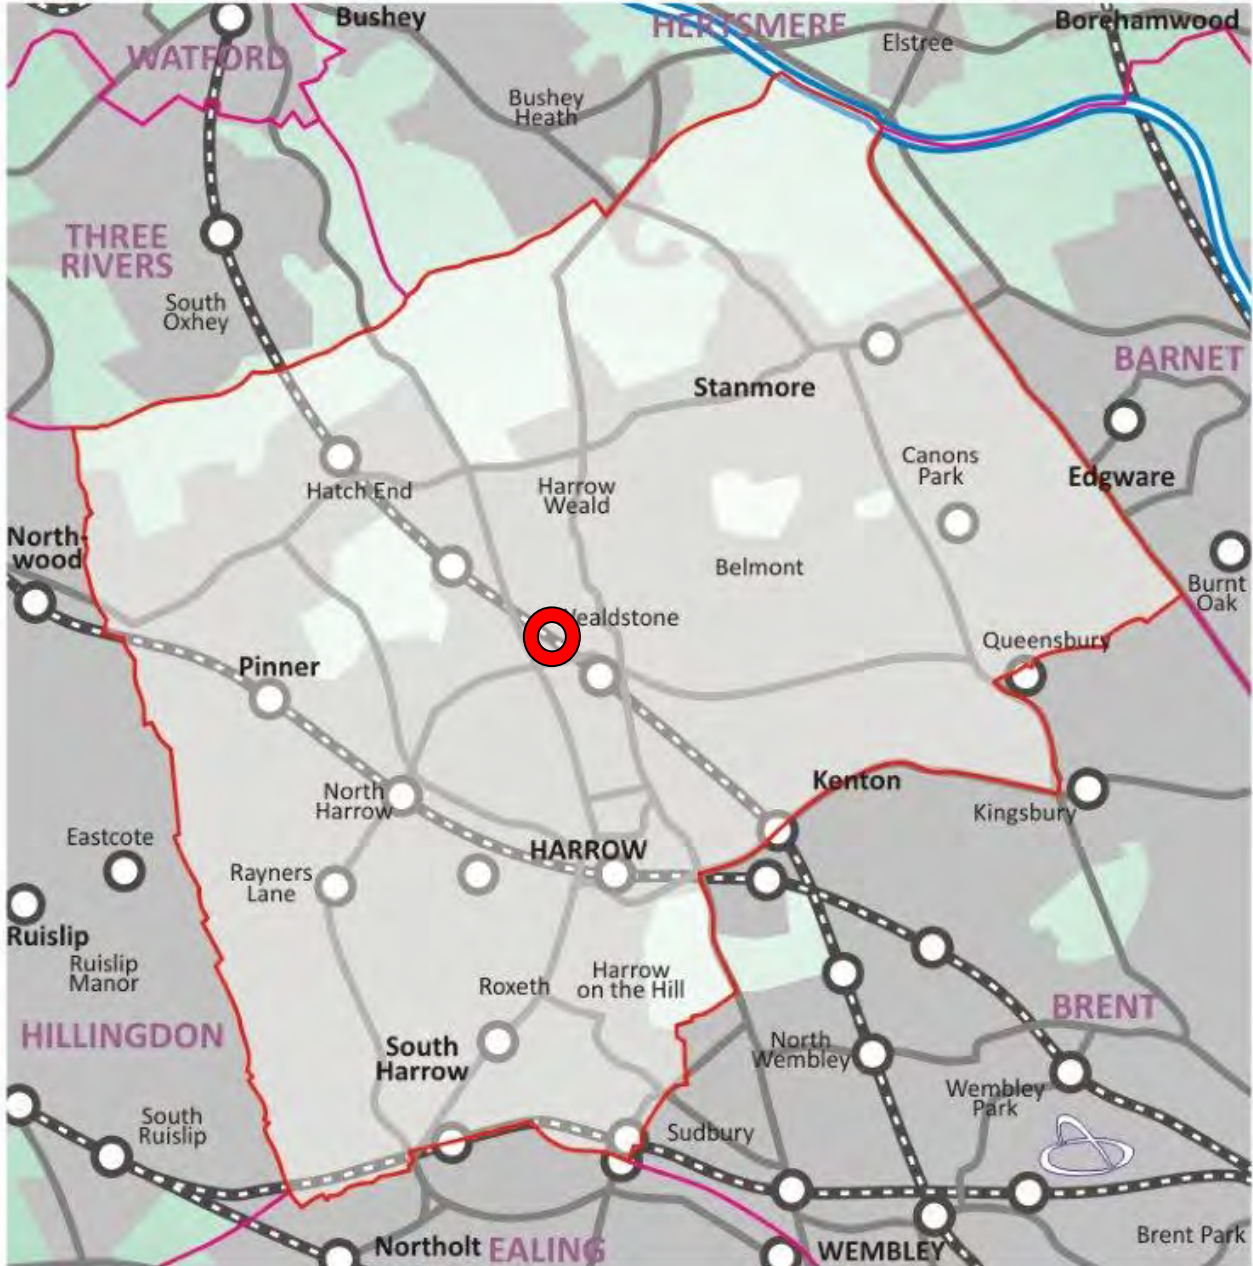 Bushey
HERTSMERE
Borehamwood
WATFORD
Elstree
Bushey
Heath
THREE
RIVERS
South
Oxhey
BARNET
Stanmore
Canons
Park
Edgware
Hatch End
Harrow
Weald
North-
wood
Belmont
Burnt
Oak
ealdstone
Queensbury
Pinner
Kenton
North
Harrow
Kingsbury
Eastcote
HARROW
Rayners
Lane
Ruislip
Ruislip
Manor
Harrow
on the Hill
Roxeth
BRENT
HILLINGDON
South
Harrow
North
Wembley
Wembley
Park
South
Ruislip
Sudbury
Brent Park
Northolt
EALING
WEMBLEY